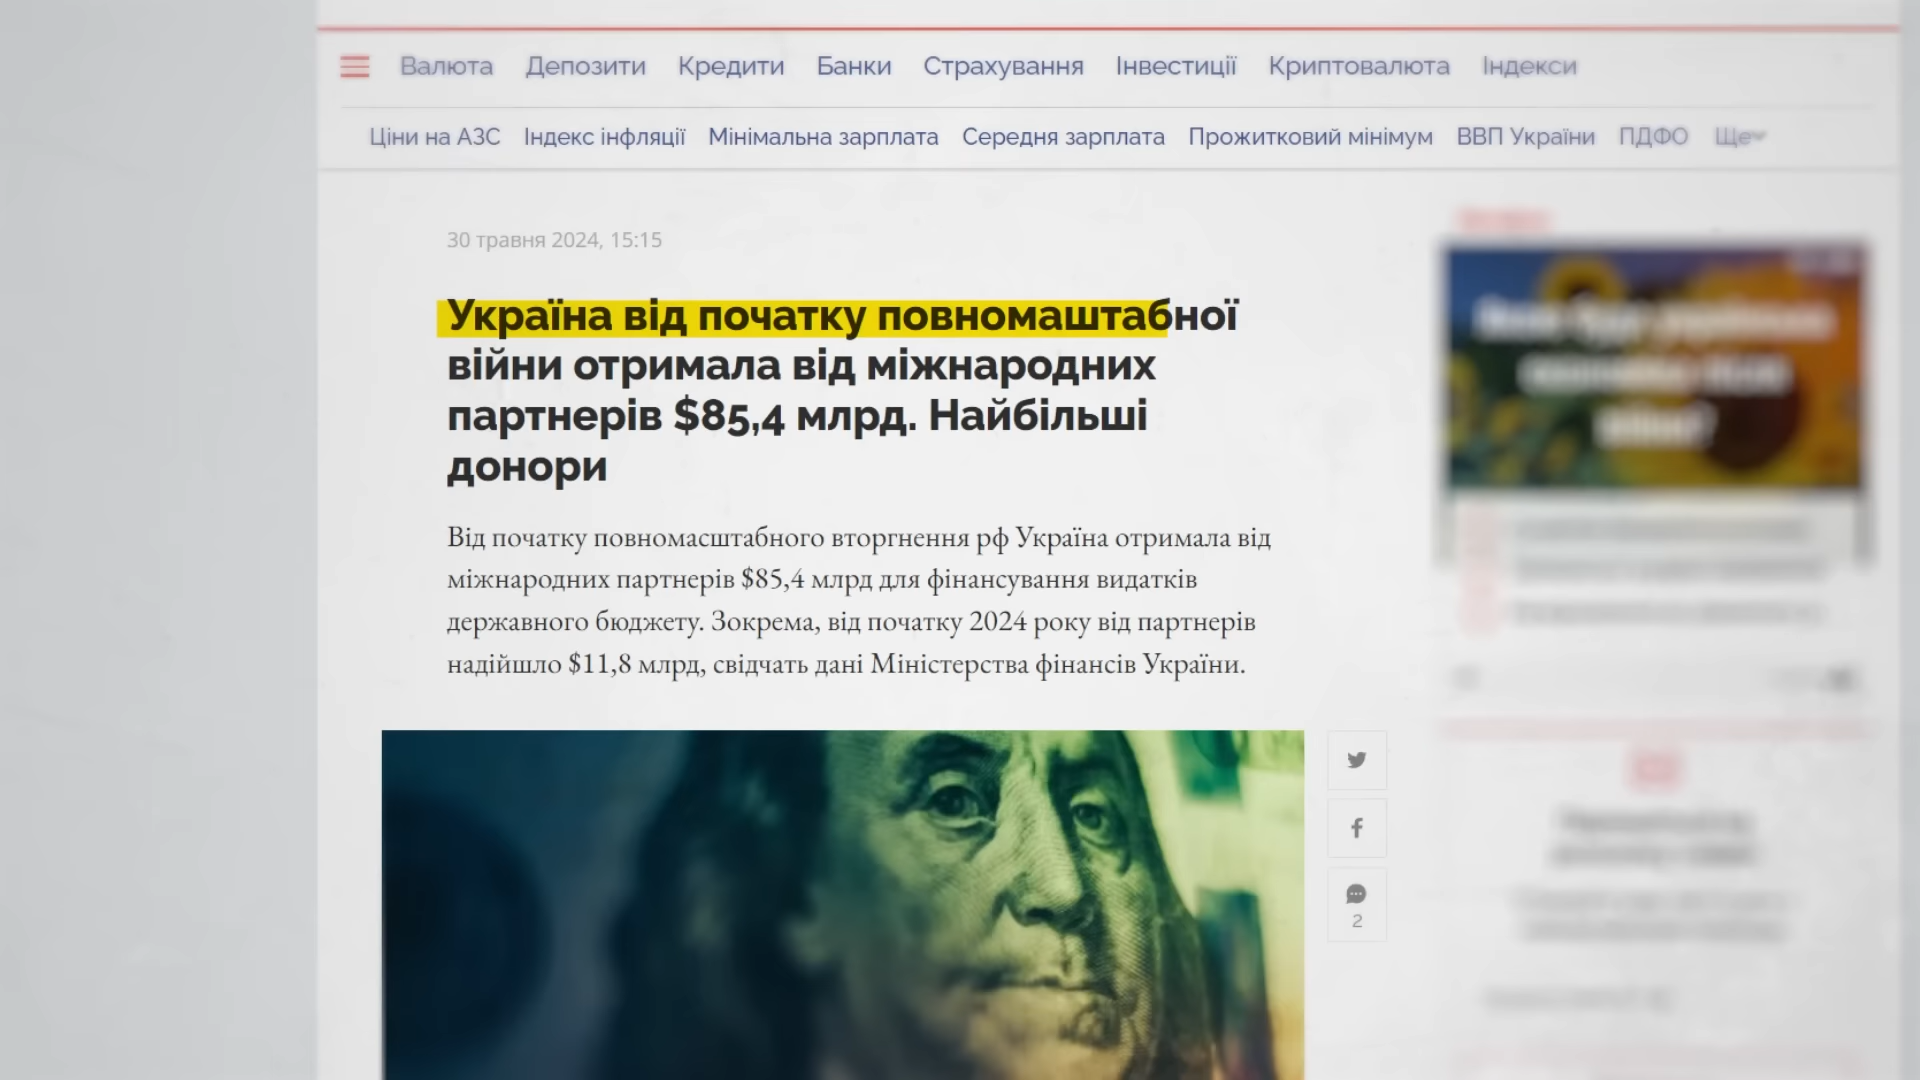 Валюта Депозити Кредити Банки Страхування Інвестиції Криптовалюта Індекси
Ціни на АЗС Індекс інфляції Мінімальна зарплата Середня зарплата Прожитковий мінімум ВВП України ПДФО Ще
30 травня 2024, 15:15
Україна від початку повномаштабної
війни отримала від міжнародних
партнерів $85,4 млрд. Найбільші
донори
Від початку повномасштабного вторгнення рф Україна отримала від
міжнародних партнерів $85,4 млрд для фінансування видатків
державного бюджету. Зокрема, від початку 2024 року від партнерів
надійшло $11,8 млрд, свідчать дані Міністерства фінансів України.
2